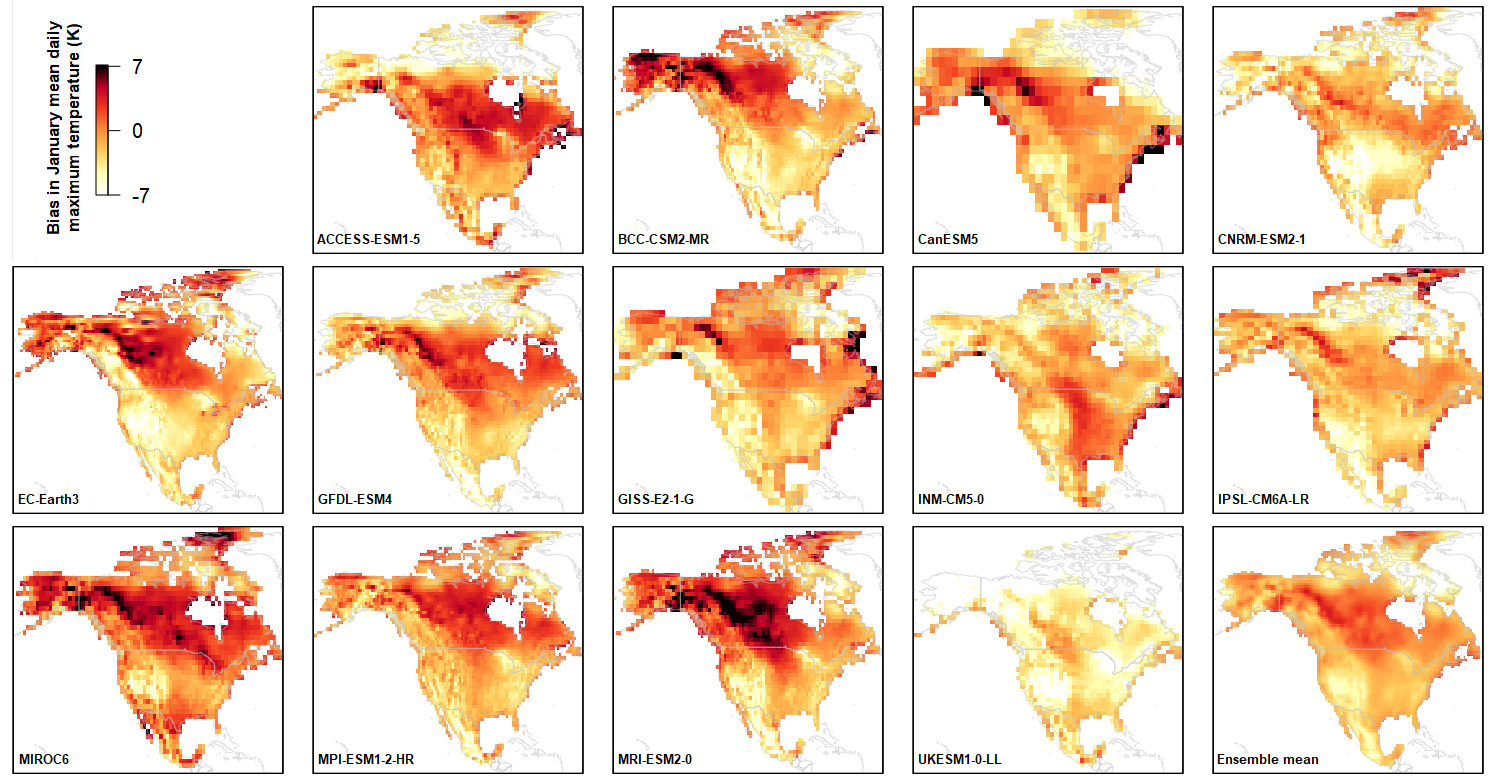 Bias in January mean daily
maximum temperature (K)
7
0
-7
ACCESS-ESM1-5
BCC-CSM2-MR
CanESM5
CNRM-ESM2-1
EC-Earth3
GFDL-ESM4
GISS-E2-1-G
INM-CM5-0
IPSL-CM6A-LR
MIROC6
MPI-ESM1-2-HR
MRI-ESM2-0
UKESM1-0-LL
Ensemble mean